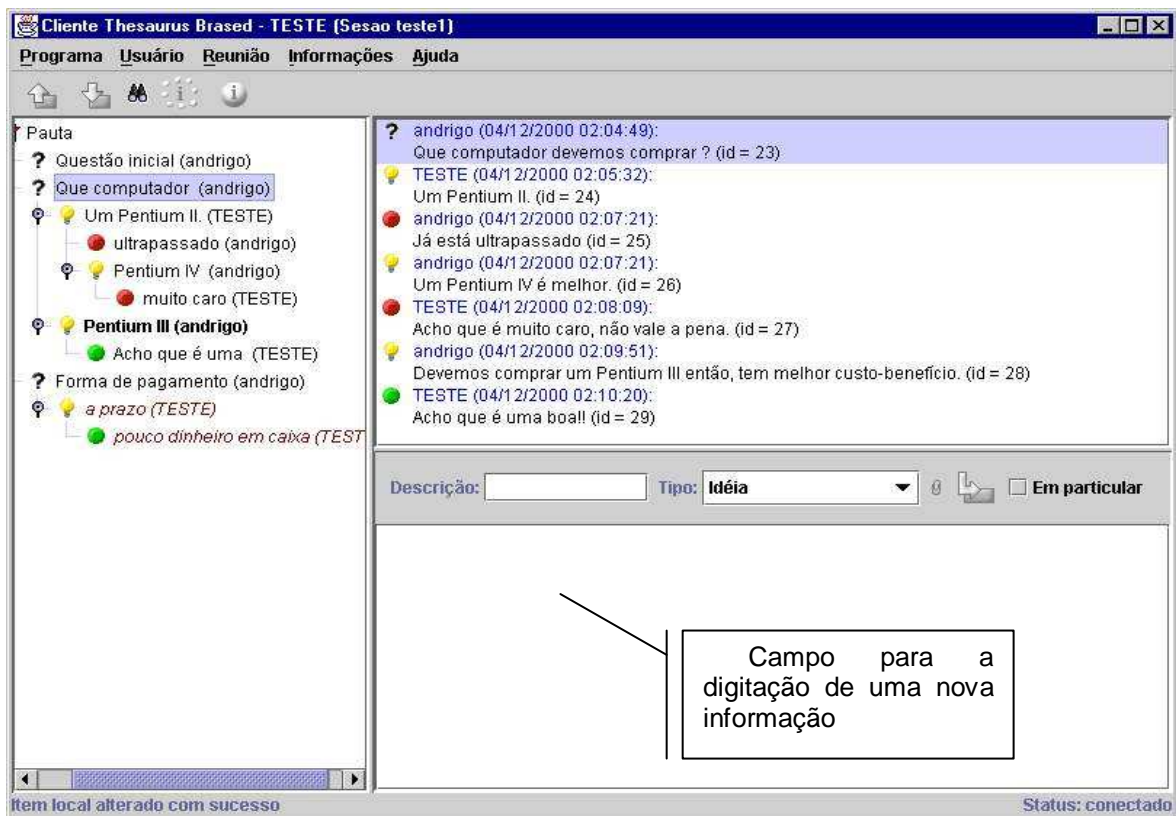 Cliente Thesaurus Brased - TESTE (Sesao teste1)
Programa Usuário Reunião Informações Ajuda
Pauta
? Questão inicial (andrigo)
? Que computador (andrigo)
Um Pentium II. (TESTE)
ultrapassado (andrigo)
Pentium IV (andrigo)
muito caro (TESTE)
Pentium III (andrigo)
Acho que é uma (TESTE)
? Forma de pagamento (andrigo)
a prazo (TESTE)
pouco dinheiro em caixa (TEST
? andrigo (04/12/2000 02:04:49):
Que computador devemos comprar ? (id = 23)
TESTE (04/12/2000 02:05:32):
Um Pentium II. (id = 24)
andrigo (04/12/2000 02:07:21):
Já está ultrapassado (id = 25)
andrigo (04/12/2000 02:07:21):
Um Pentium IV é melhor. (id = 26)
TESTE (04/12/2000 02:08:09):
Acho que é muito caro, não vale a pena. (id = 27)
andrigo (04/12/2000 02:09:51):
Devemos comprar um Pentium III então, tem melhor custo-benefício. (id = 28)
TESTE (04/12/2000 02:10:20):
Acho que é uma boa!! (id = 29)
Descrição: Tipo: Idéia Em particular
Campo para a
digitação de uma nova
informação
Item local alterado com sucesso Status: conectado